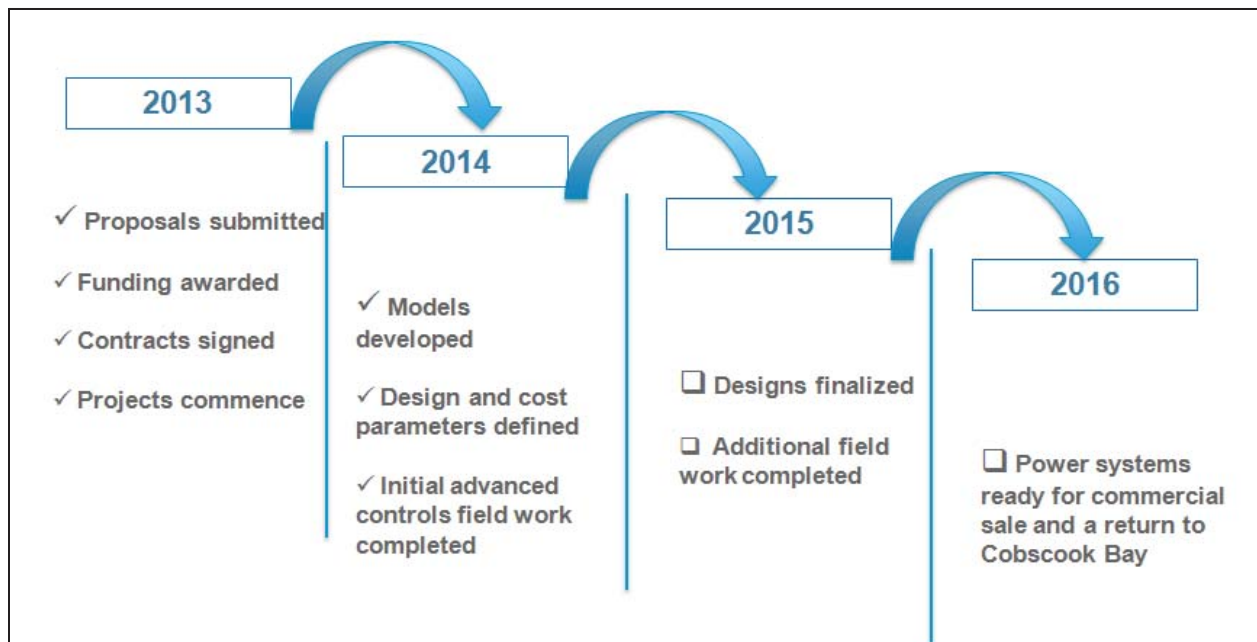 2013
✓ Proposals submitted
✓ Funding awarded
✓ Contracts signed
✓ Projects commence
2014
✓ Models
developed
✓ Design and cost
parameters defined
✓ Initial advanced
controls field work
completed
2015
❑ Designs finalized
❑ Additional field
work completed
2016
❑ Power systems
ready for commercial
sale and a return to
Cobscook Bay